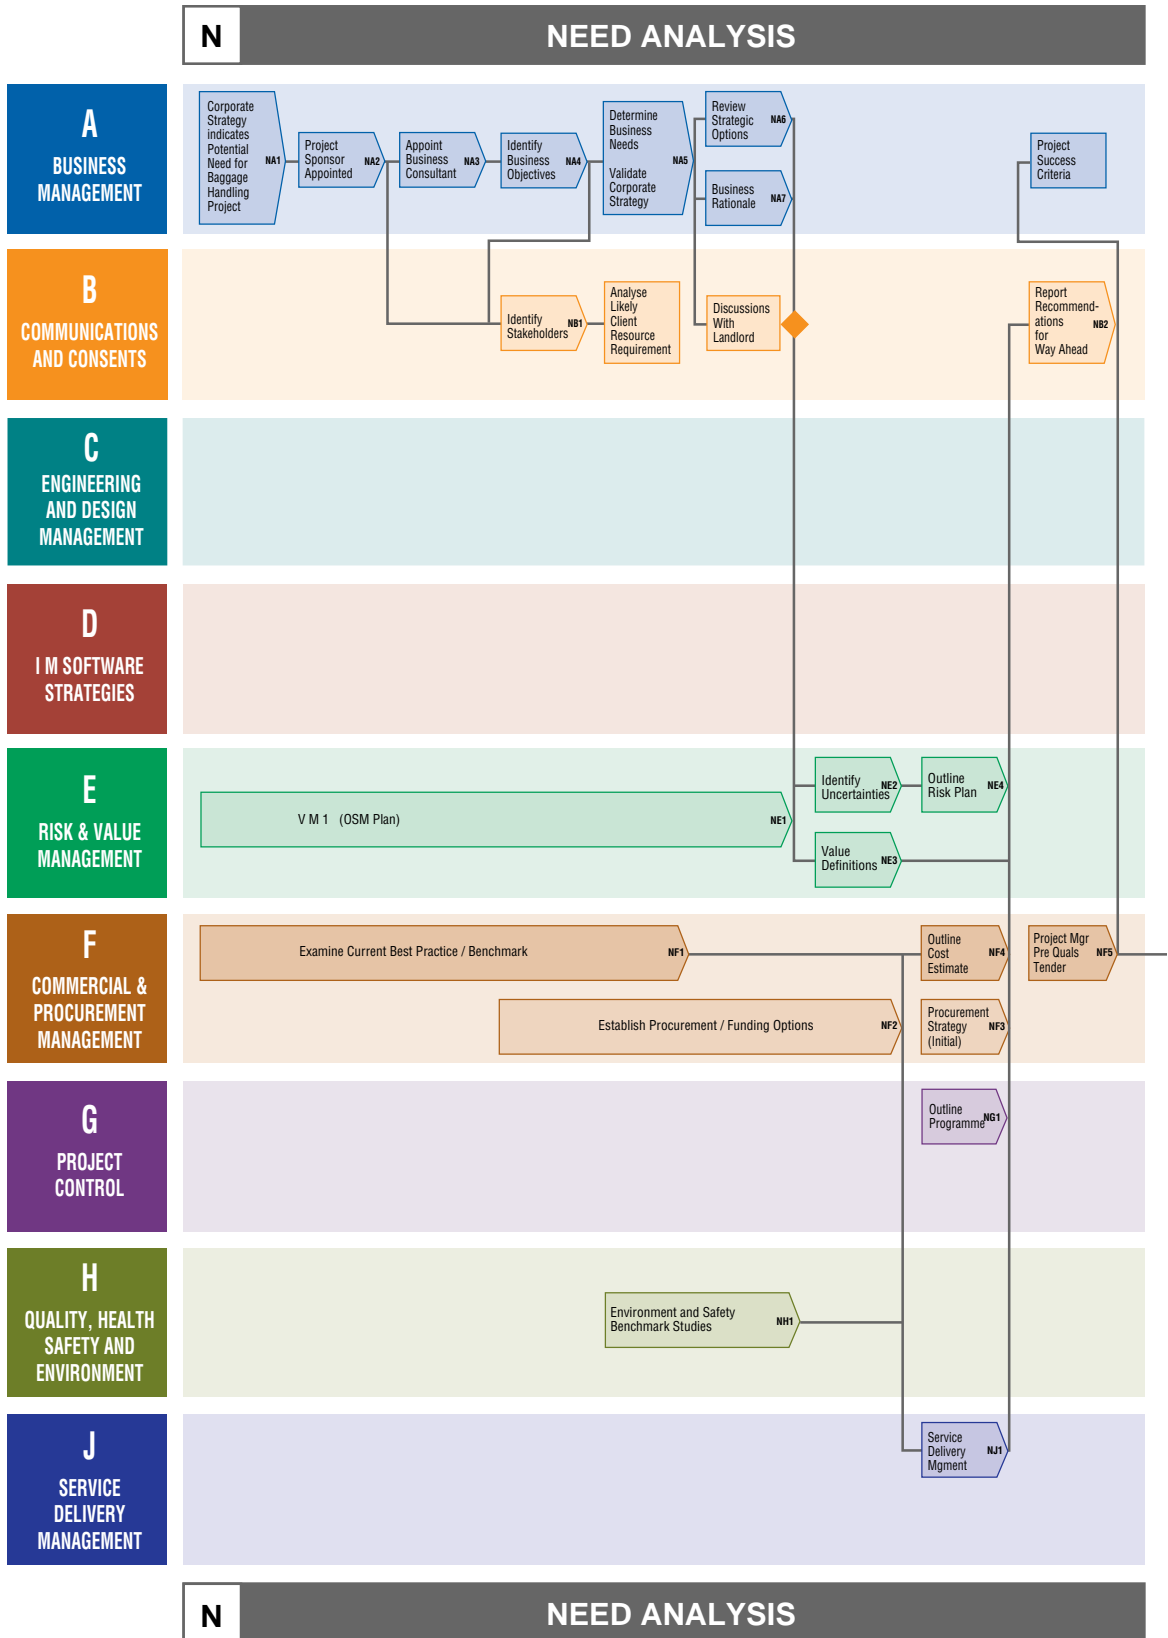 N
NEED ANALYSIS
A
BUSINESS
MANAGEMENT
Corporate
Strategy
indicates
Potential
Need for
Baggage
Handling
Project
NA1
Project
Sponsor
Appointed
NA2
Appoint
Business
Consultant
NA3
Identify
Business
Objectives
NA4
Determine
Business
Needs
Validate
Corporate
Strategy
NA5
Review
Strategic
Options
NA6
Business
Rationale
NA7
Project
Success
Criteria
B
COMMUNICATIONS
AND CONSENTS
Identify
Stakeholders
NB1
Analyse
Likely
Client
Resource
Requirement
Discussions
With
Landlord
Report
Recommend-
ations
for
Way Ahead
NB2
C
ENGINEERING
AND DESIGN
MANAGEMENT
D
I M SOFTWARE
STRATEGIES
E
RISK & VALUE
MANAGEMENT
V M 1 (OSM Plan)
NE1
Identify
Uncertainties
NE2
Outline
Risk Plan
NE4
Value
Definitions
NE3
F
COMMERCIAL &
PROCUREMENT
MANAGEMENT
Examine Current Best Practice / Benchmark
NF1
Outline
Cost
Estimate
NF4
Project Mgr
Pre Quals
Tender
NF5
Establish Procurement / Funding Options
NF2
Procurement
Strategy
(Initial)
NF3
G
PROJECT
CONTROL
Outline
Programme
NG1
H
QUALITY, HEALTH
SAFETY AND
ENVIRONMENT
Environment and Safety
Benchmark Studies
NH1
J
SERVICE
DELIVERY
MANAGEMENT
Service
Delivery
Mgment
NJ1
N
NEED ANALYSIS